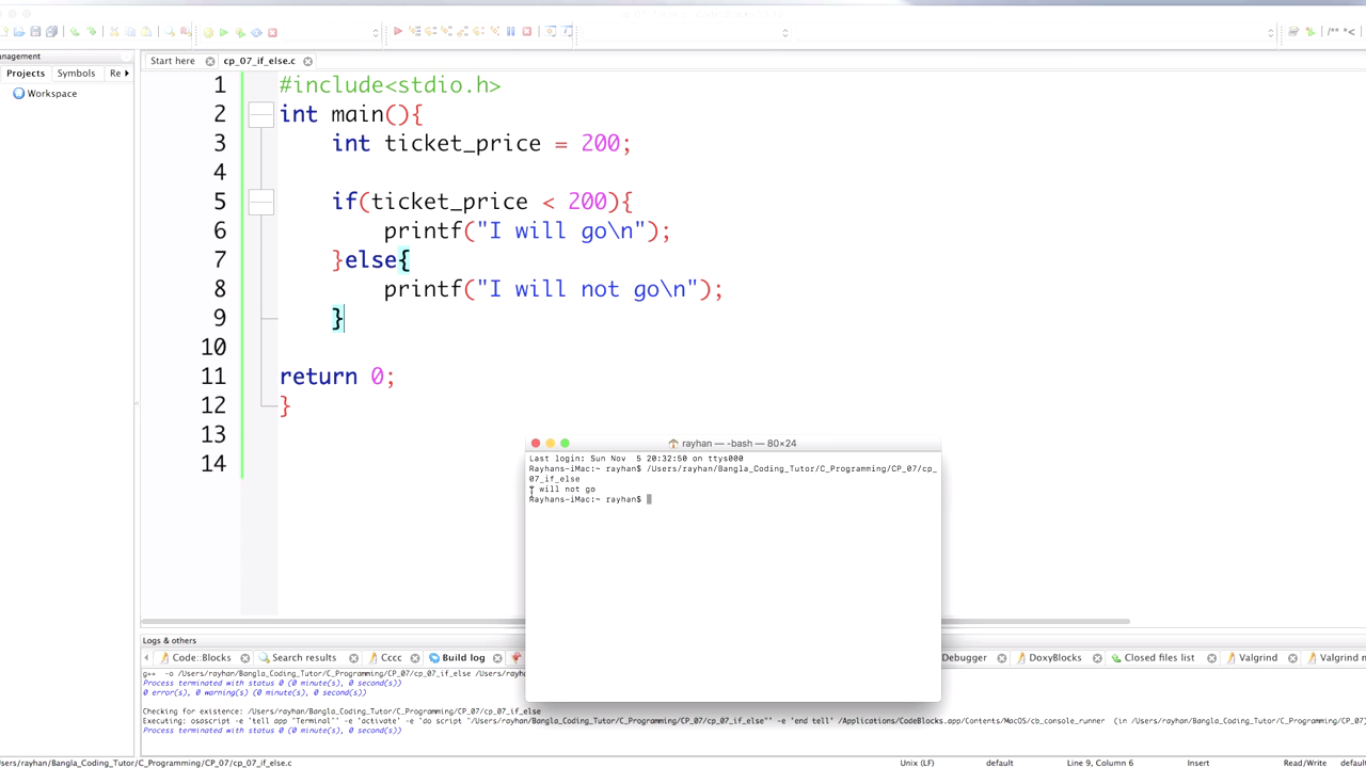 anagement
Projects Symbols Re
Workspace
Start here cp_07_if_else.c
/** *<
1 #include<stdio.h>
2 int main(){
3 int ticket_price = 200;
4
5 if(ticket_price < 200){
6 printf("I will go\n");
7 }else{
8 printf("I will not go\n");
9 }
10
11 return 0;
12 }
13
14
rayhan — -bash — 80×24
Last login: Sun Nov 5 20:32:50 on ttys000
Rayhans-iMac:~ rayhan$ /Users/rayhan/Bangla_Coding_Tutor/C_Programming/CP_07/cp_
07_if_else
I will not go
Rayhans-iMac:~ rayhan$
Logs & others
Code::Blocks Search results Cccc Build log Debugger DoxyBlocks Closed files list Valgrind Valgrind m
g++ -o /Users/rayhan/Bangla_Coding_Tutor/C_Programming/CP_07/cp_07_if_else /Users/rayha
Process terminated with status 0 (0 minute(s), 0 second(s))
0 error(s), 0 warning(s) (0 minute(s), 0 second(s))
Checking for existence: /Users/rayhan/Bangla_Coding_Tutor/C_Programming/CP_07/cp_07_if_else
Executing: osascript -e 'tell app "Terminal"' -e 'activate' -e 'do script "/Users/rayhan/Bangla_Coding_Tutor/C_Programming/CP_07/cp_07_if_else"' -e 'end tell' /Applications/CodeBlocks.app/Contents/MacOS/cb_console_runner (in /Users/rayhan/Bangla_Coding_Tutor/C_Programming/CP_07
Process terminated with status 0 (0 minute(s), 0 second(s))
sers/rayhan/Bangla_Coding_Tutor/C_Programming/CP_07/cp_07_if_else.c Unix (LF) default Line 9, Column 6 Insert Read/Write default